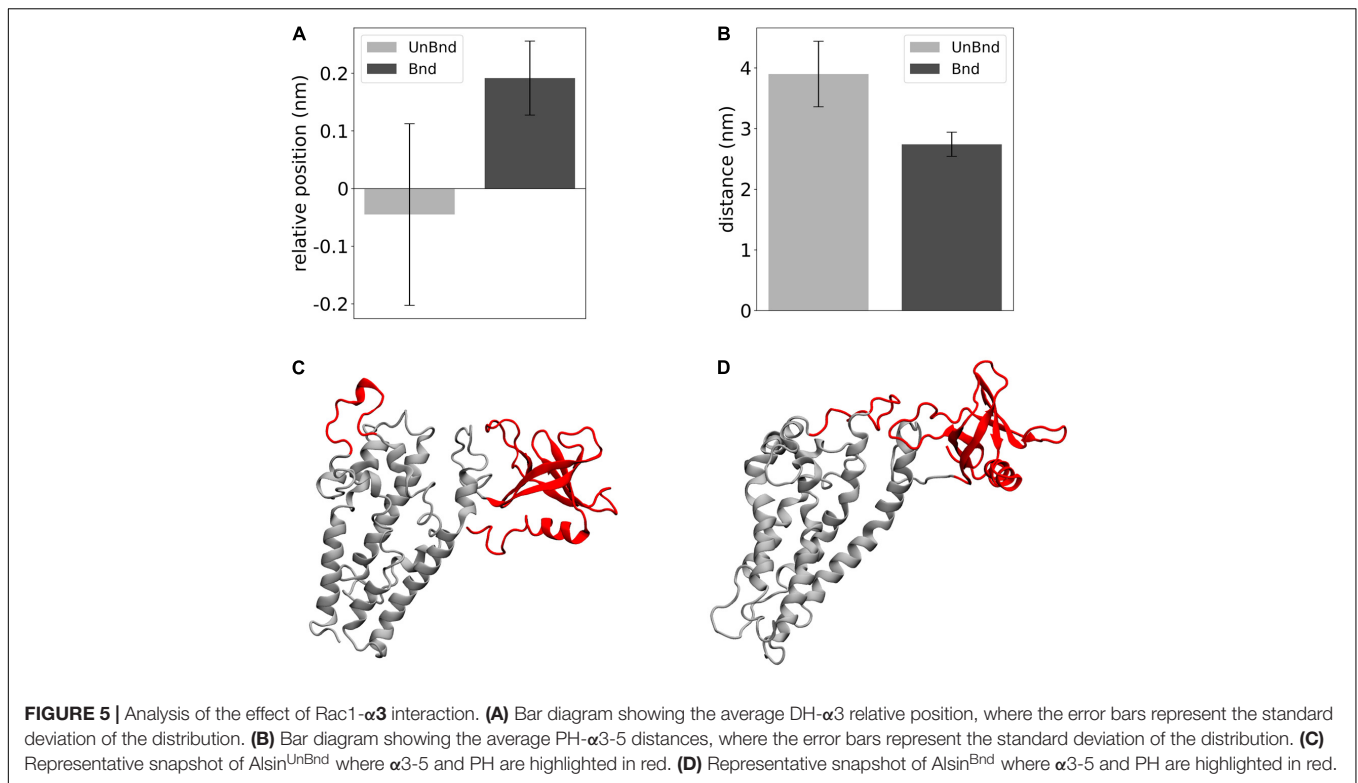 A
UnBnd
Bnd
relative position (nm)
0.2
0.1
0
-0.1
-0.2
B
UnBnd
Bnd
distance (nm)
4
3
2
1
0
C
D
FIGURE 5 | Analysis of the effect of Rac1-α3 interaction. (A) Bar diagram showing the average DH-α3 relative position, where the error bars represent the standard
deviation of the distribution. (B) Bar diagram showing the average PH-α3-5 distances, where the error bars represent the standard deviation of the distribution. (C)
Representative snapshot of Alsin^UnBnd where α3-5 and PH are highlighted in red. (D) Representative snapshot of Alsin^Bnd where α3-5 and PH are highlighted in red.